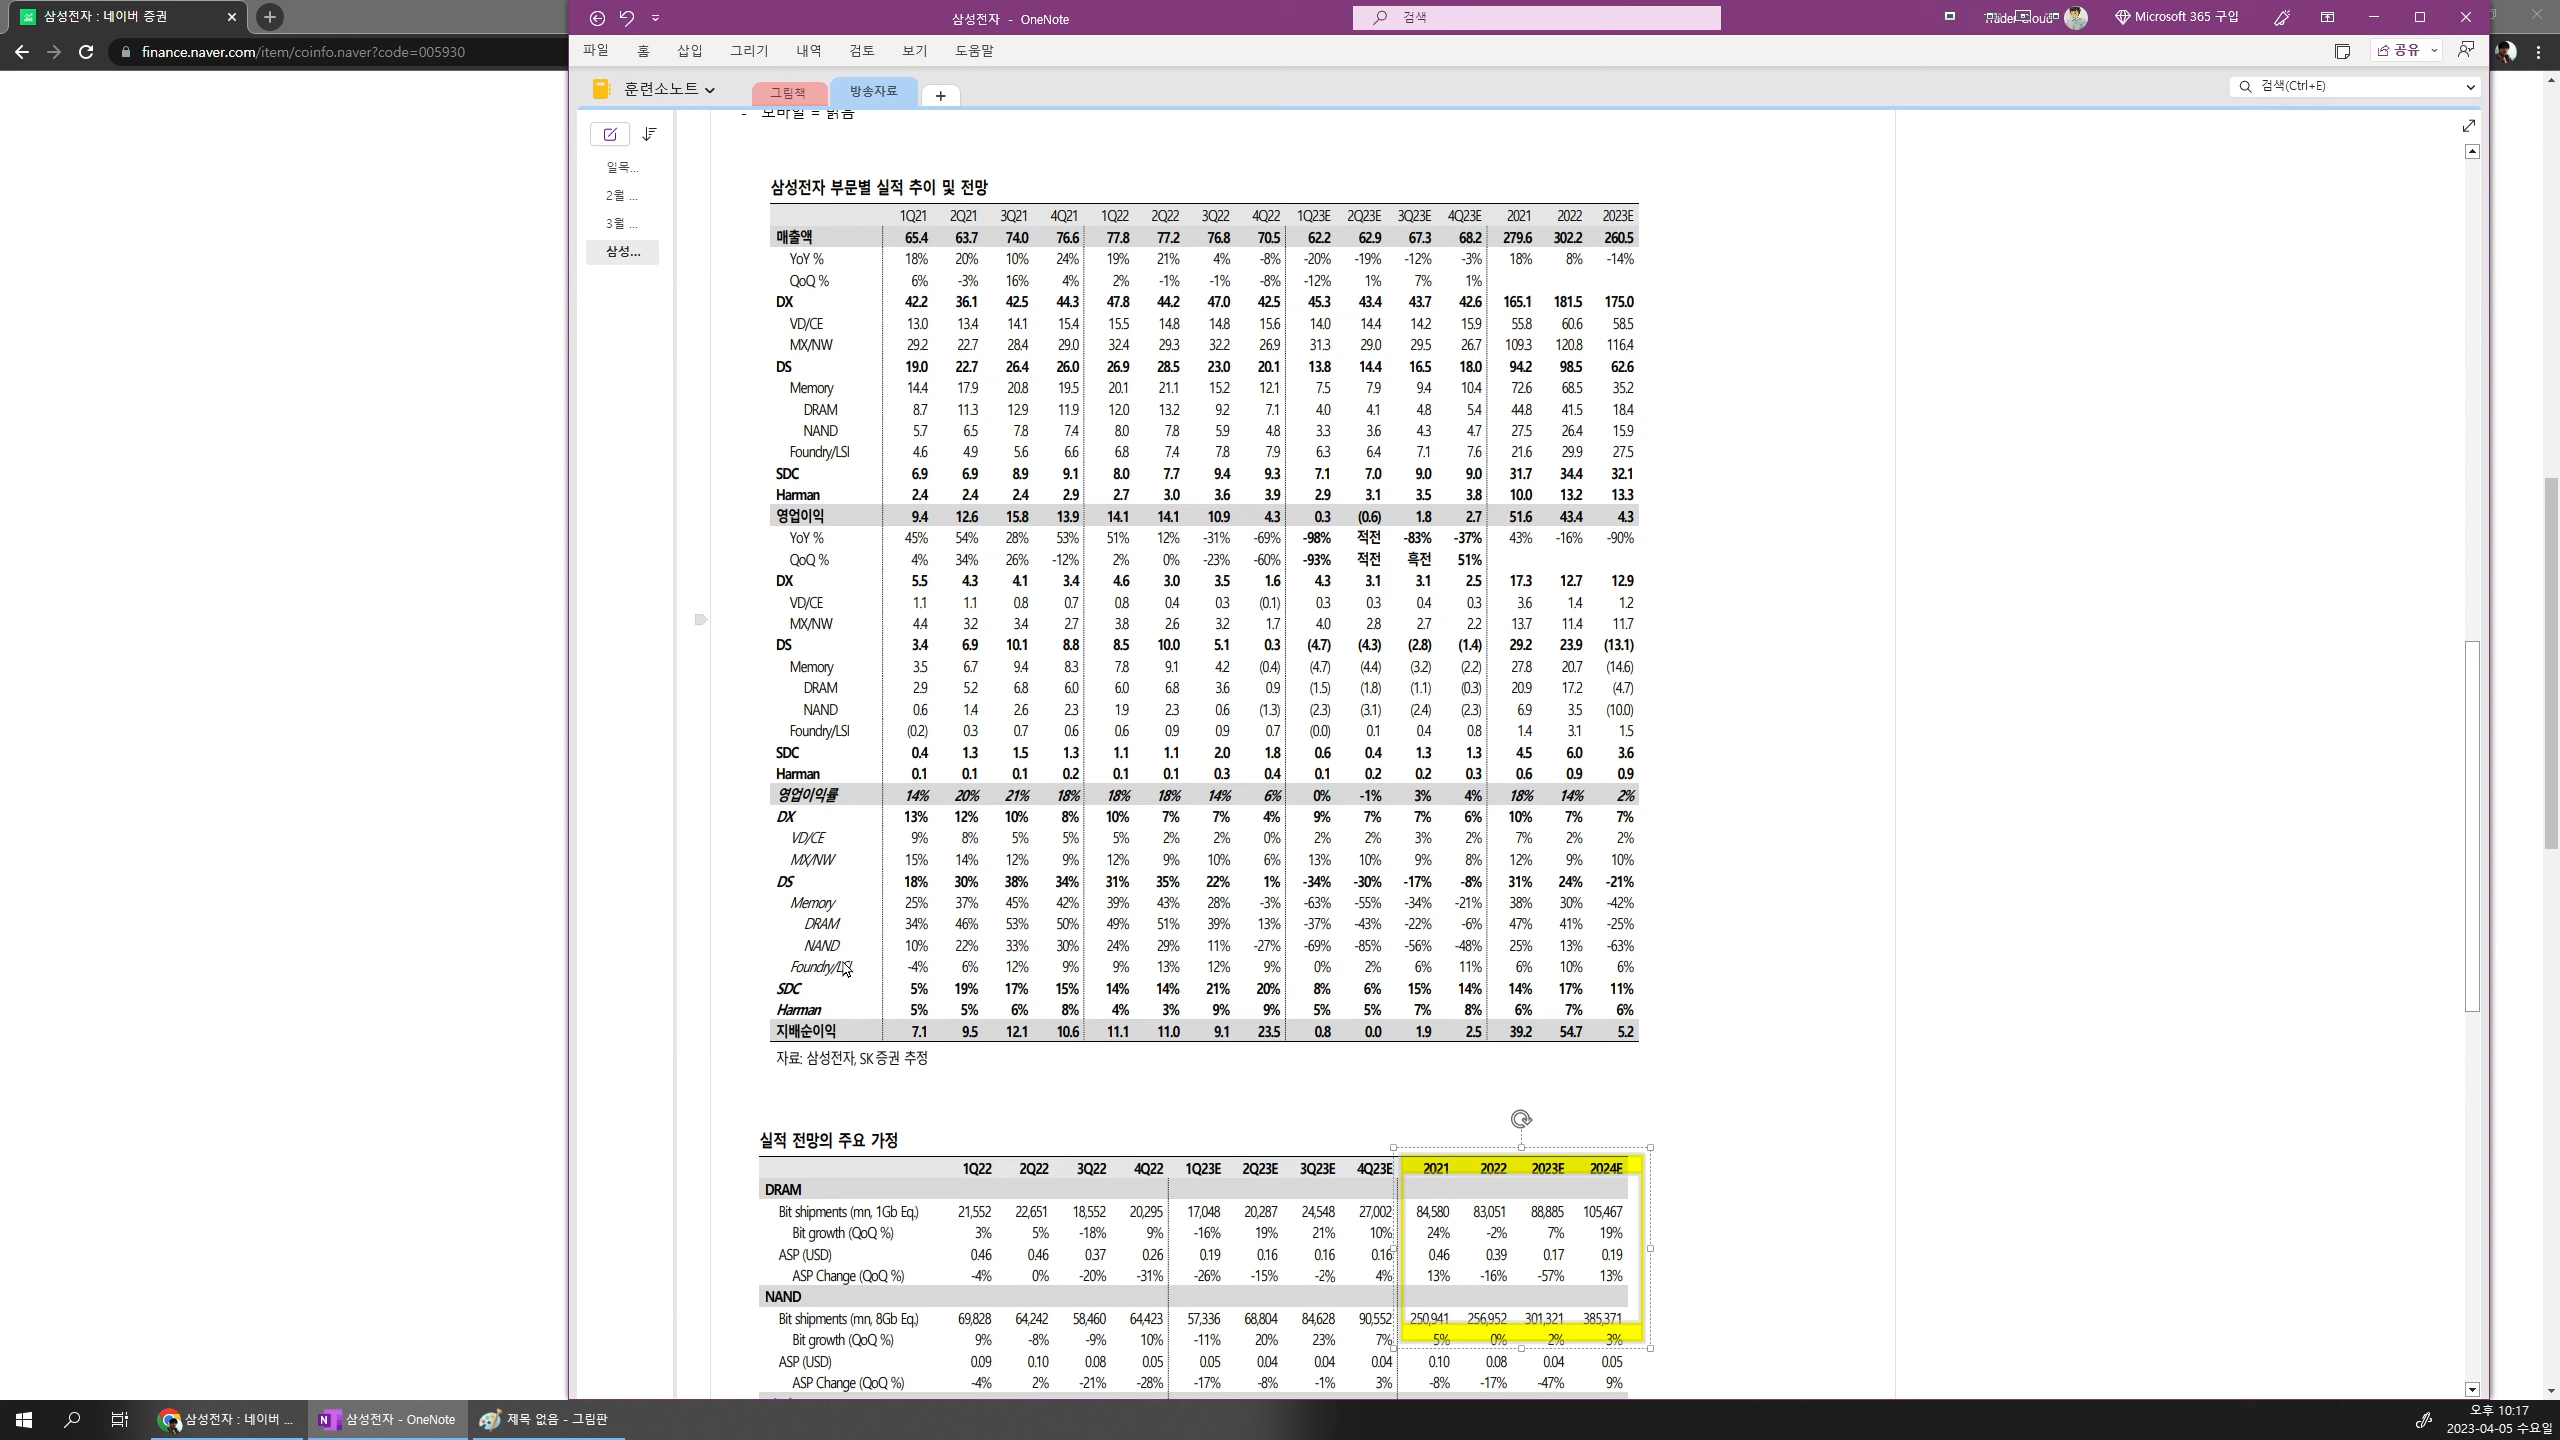 삼성전자 : 네이버 증권
삼성전자 - OneNote
검색
Microsoft 365 구입
finance.naver.com/item/coinfo.naver?code=005930
파일 홈 삽입 그리기 내역 검토 보기 도움말
공유
훈련소노트
그림책
방송자료
검색(Ctrl+E)
일목...
2월 ...
3월 ...
삼성...
삼성전자 부문별 실적 추이 및 전망
1Q21 2Q21 3Q21 4Q21 1Q22 2Q22 3Q22 4Q22 1Q23E 2Q23E 3Q23E 4Q23E 2021 2022 2023E
매출액 65.4 63.7 74.0 76.6 77.8 77.2 76.8 70.5 62.2 62.9 67.3 68.2 279.6 302.2 260.5
YoY % 18% 20% 10% 24% 19% 21% 4% -8% -20% -19% -12% -3% 18% 8% -14%
QoQ % 6% -3% 16% 4% 2% -1% -1% -8% -12% 1% 7% 1%
DX 42.2 36.1 42.5 44.3 47.8 44.2 47.0 42.5 45.3 43.4 43.7 42.6 165.1 181.5 175.0
VD/CE 13.0 13.4 14.1 15.4 15.5 14.8 14.8 15.6 14.0 14.4 14.2 15.9 55.8 60.6 58.5
MX/NW 29.2 22.7 28.4 29.0 32.4 29.3 32.2 26.9 31.3 29.0 29.5 26.7 109.3 120.8 116.4
DS 19.0 22.7 26.4 26.0 26.9 28.5 23.0 20.1 13.8 14.4 16.5 18.0 94.2 98.5 62.6
Memory 14.4 17.9 20.8 19.5 20.1 21.1 15.2 12.1 7.5 7.9 9.4 10.4 72.6 68.5 35.2
DRAM 8.7 11.3 12.9 11.9 12.0 13.2 9.2 7.1 4.0 4.1 4.8 5.4 44.8 41.5 18.4
NAND 5.7 6.5 7.8 7.4 8.0 7.8 5.9 4.8 3.3 3.6 4.3 4.7 27.5 26.4 15.9
Foundry/LSI 4.6 4.9 5.6 6.6 6.8 7.4 7.8 7.9 6.3 6.4 7.1 7.6 21.6 29.9 27.5
SDC 6.9 6.9 8.9 9.1 8.0 7.7 9.4 9.3 7.1 7.0 9.0 9.0 31.7 34.4 32.1
Harman 2.4 2.4 2.4 2.9 2.7 3.0 3.6 3.9 2.9 3.1 3.5 3.8 10.0 13.2 13.3
영업이익 9.4 12.6 15.8 13.9 14.1 14.1 10.9 4.3 0.3 (0.6) 1.8 2.7 51.6 43.4 4.3
YoY % 45% 54% 28% 53% 51% 12% -31% -69% -98% 적전 -83% -37% 43% -16% -90%
QoQ % 4% 34% 26% -12% 2% 0% -23% -60% -93% 적전 흑전 51%
DX 5.5 4.3 4.1 3.4 4.6 3.0 3.5 1.6 4.3 3.1 3.1 2.5 17.3 12.7 12.9
VD/CE 1.1 1.1 0.8 0.7 0.8 0.4 0.3 (0.1) 0.3 0.3 0.4 0.3 3.6 1.4 1.2
MX/NW 4.4 3.2 3.4 2.7 3.8 2.6 3.2 1.7 4.0 2.8 2.7 2.2 13.7 11.4 11.7
DS 3.4 6.9 10.1 8.8 8.5 10.0 5.1 0.3 (4.7) (4.3) (2.8) (1.4) 29.2 23.9 (13.1)
Memory 3.5 6.7 9.4 8.3 7.8 9.1 4.2 (0.4) (4.7) (4.4) (3.2) (2.2) 27.8 20.7 (14.6)
DRAM 2.9 5.2 6.8 6.0 6.0 6.8 3.6 0.9 (1.5) (1.8) (1.1) (0.3) 20.9 17.2 (4.7)
NAND 0.6 1.4 2.6 2.3 1.9 2.3 0.6 (1.3) (2.3) (3.1) (2.4) (2.3) 6.9 3.5 (10.0)
Foundry/LSI (0.2) 0.3 0.7 0.6 0.6 0.9 0.9 0.7 (0.0) 0.1 0.4 0.8 1.4 3.1 1.5
SDC 0.4 1.3 1.5 1.3 1.1 1.1 2.0 1.8 0.6 0.4 1.3 1.3 4.5 6.0 3.6
Harman 0.1 0.1 0.1 0.2 0.1 0.1 0.3 0.4 0.1 0.2 0.2 0.3 0.6 0.9 0.9
영업이익률 14% 20% 21% 18% 18% 18% 14% 6% 0% -1% 3% 4% 18% 14% 2%
DX 13% 12% 10% 8% 10% 7% 7% 4% 9% 7% 7% 6% 10% 7% 7%
VD/CE 9% 8% 5% 5% 5% 2% 2% 0% 2% 2% 3% 2% 7% 2% 2%
MX/NW 15% 14% 12% 9% 12% 9% 10% 6% 13% 10% 9% 8% 12% 9% 10%
DS 18% 30% 38% 34% 31% 35% 22% 1% -34% -30% -17% -8% 31% 24% -21%
Memory 25% 37% 45% 42% 39% 43% 28% -3% -63% -55% -34% -21% 38% 30% -42%
DRAM 34% 46% 53% 50% 49% 51% 39% 13% -37% -43% -22% -6% 47% 41% -25%
NAND 10% 22% 33% 30% 24% 29% 11% -27% -69% -85% -56% -48% 25% 13% -63%
Foundry/LSI -4% 6% 12% 9% 9% 13% 12% 9% 0% 2% 6% 11% 6% 10% 6%
SDC 5% 19% 17% 15% 14% 14% 21% 20% 8% 6% 15% 14% 14% 17% 11%
Harman 5% 5% 6% 8% 4% 3% 9% 9% 5% 5% 7% 8% 6% 7% 6%
지배순이익 7.1 9.5 12.1 10.6 11.1 11.0 9.1 23.5 0.8 0.0 1.9 2.5 39.2 54.7 5.2
자료: 삼성전자, SK 증권 추정
실적 전망의 주요 가정
1Q22 2Q22 3Q22 4Q22 1Q23E 2Q23E 3Q23E 4Q23E 2021 2022 2023E 2024E
DRAM
Bit shipments (mn, 1Gb Eq.) 21,552 22,651 18,552 20,295 17,048 20,287 24,548 27,002 84,580 83,051 88,885 105,467
Bit growth (QoQ %) 3% 5% -18% 9% -16% 19% 21% 10% 24% -2% 7% 19%
ASP (USD) 0.46 0.46 0.37 0.26 0.19 0.16 0.16 0.16 0.46 0.39 0.17 0.19
ASP Change (QoQ %) -4% 0% -20% -31% -26% -15% -2% 4% 13% -16% -57% 13%
NAND
Bit shipments (mn, 8Gb Eq.) 69,828 64,242 58,460 64,423 57,336 68,804 84,628 90,552 250,941 256,952 301,321 385,371
Bit growth (QoQ %) 9% -8% -9% 10% -11% 20% 23% 7% 5% 0% 2% 3%
ASP (USD) 0.09 0.10 0.08 0.05 0.05 0.04 0.04 0.04 0.10 0.08 0.04 0.05
ASP Change (QoQ %) -4% 2% -21% -28% -17% -8% -1% 3% -8% -17% -47% 9%
삼성전자 : 네이버 ...
삼성전자 - OneNote
제목 없음 - 그림판
오후 10:17
2023-04-05 수요일